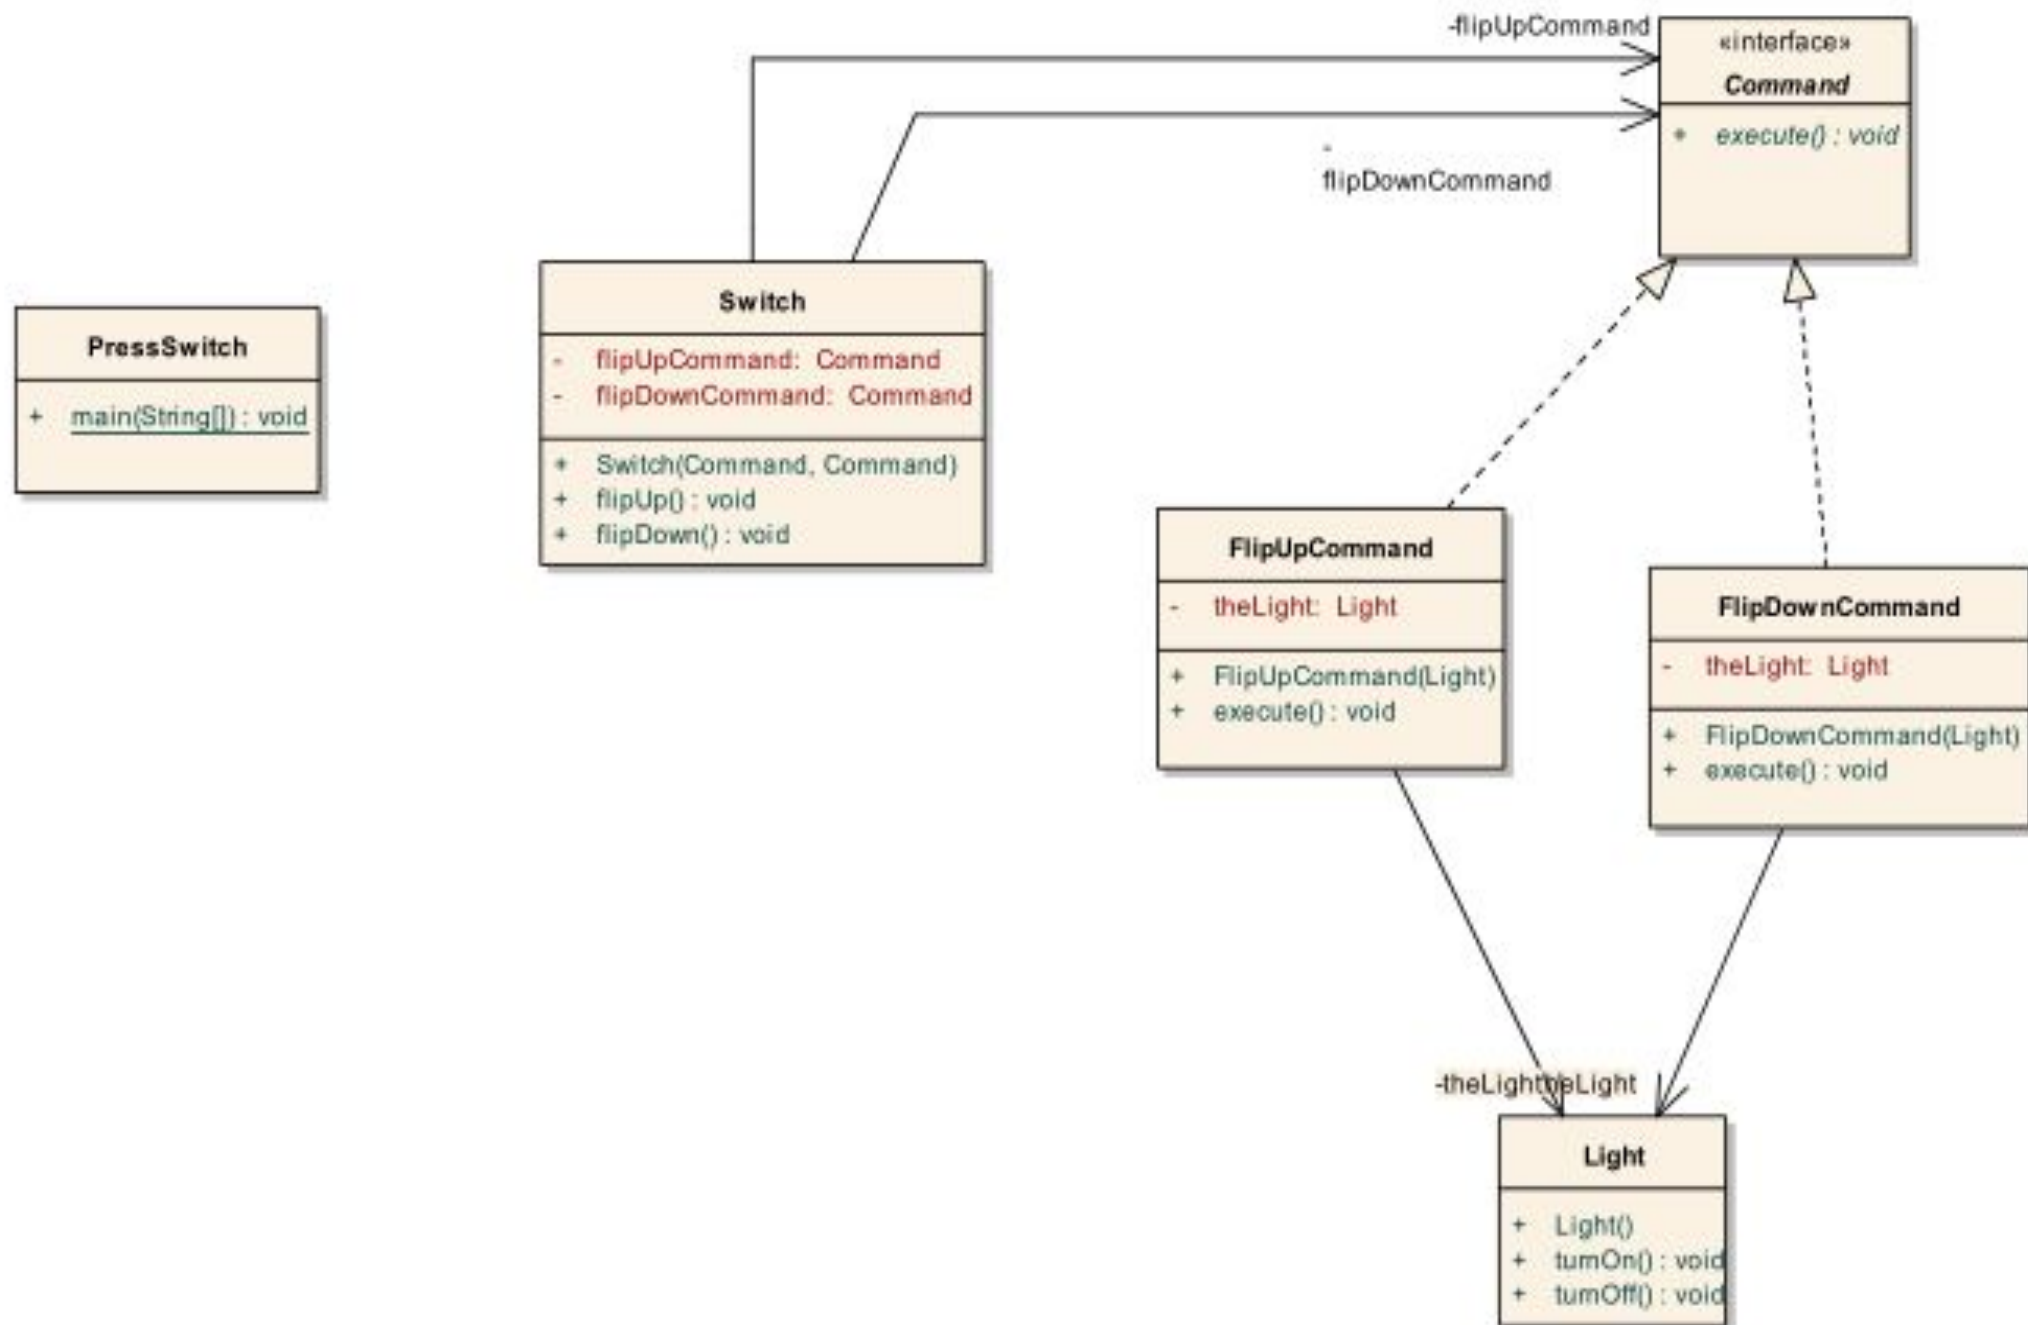 -flipUpCommand
«interface»
Command
+ execute() : void
-
flipDownCommand
PressSwitch
+ main(String[]) : void
Switch
- flipUpCommand: Command
- flipDownCommand: Command
+ Switch(Command, Command)
+ flipUp() : void
+ flipDown() : void
FlipUpCommand
- theLight: Light
+ FlipUpCommand(Light)
+ execute() : void
FlipDownCommand
- theLight: Light
+ FlipDownCommand(Light)
+ execute() : void
-theLighttheLight
Light
+ Light()
+ turnOn() : void
+ turnOff() : void